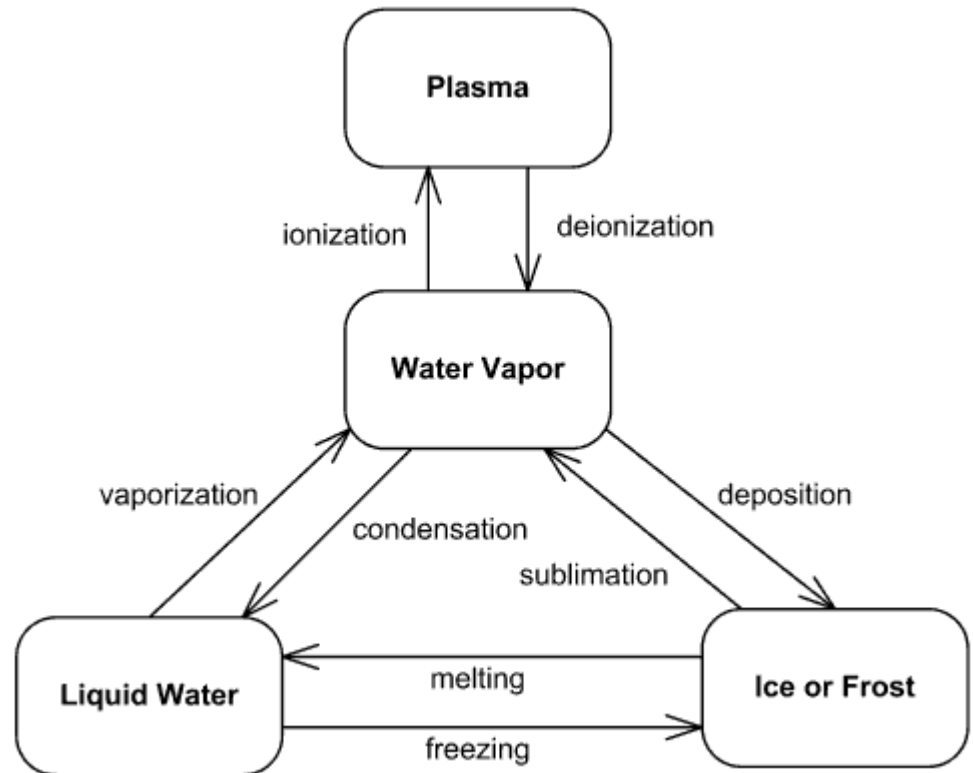 Plasma
ionization
deionization
Water Vapor
vaporization
condensation
deposition
sublimation
Liquid Water
melting
Ice or Frost
freezing